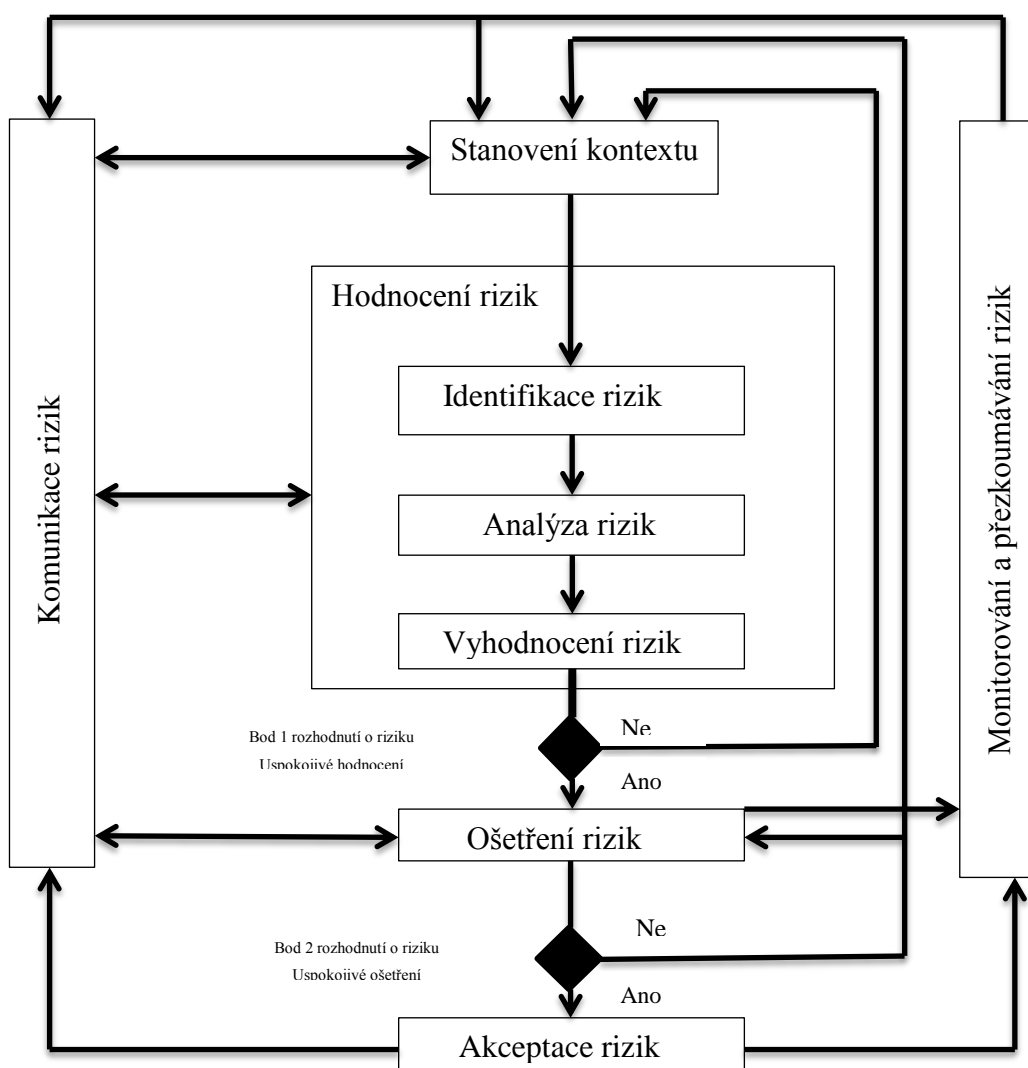 Stanovení kontextu
Hodnocení rizik
Identifikace rizik
Analýza rizik
Vyhodnocení rizik
Ne
Bod 1 rozhodnutí o riziku
Uspokojivé hodnocení
Ano
Ošetření rizik
Ne
Bod 2 rozhodnutí o riziku
Uspokojivé ošetření
Ano
Akceptace rizik
Komunikace rizik
Monitorování a přezkoumávání rizik